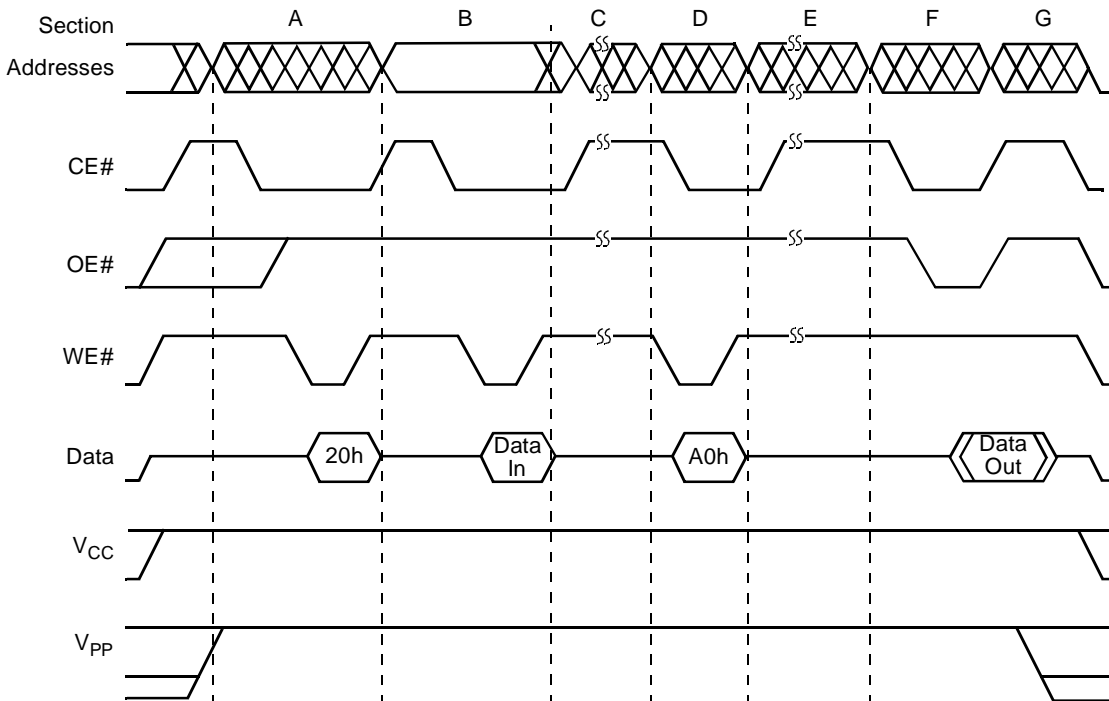 Section A B C D E F G
Addresses
CE#
OE#
WE#
Data 20h Data In A0h Data Out
VCC
VPP